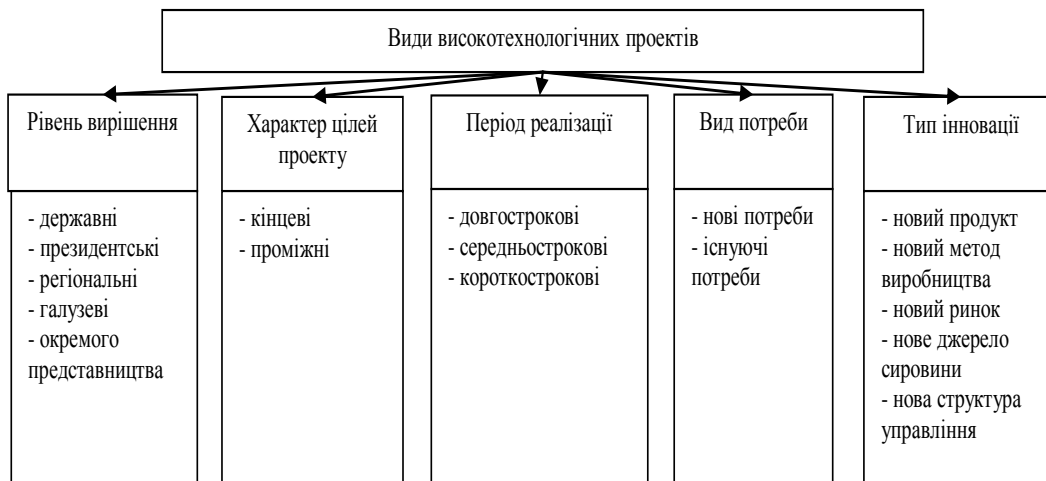 Види високотехнологічних проектів
Рівень вирішення
- державні
- президентські
- регіональні
- галузеві
- окремого
представництва
Характер цілей
проекту
- кінцеві
- проміжні
Період реалізації
- довгострокові
- середньострокові
- короткострокові
Вид потреби
- нові потреби
- існуючі
потреби
Тип інновації
- новий продукт
- новий метод
виробництва
- новий ринок
- нове джерело
сировини
- нова структура
управління